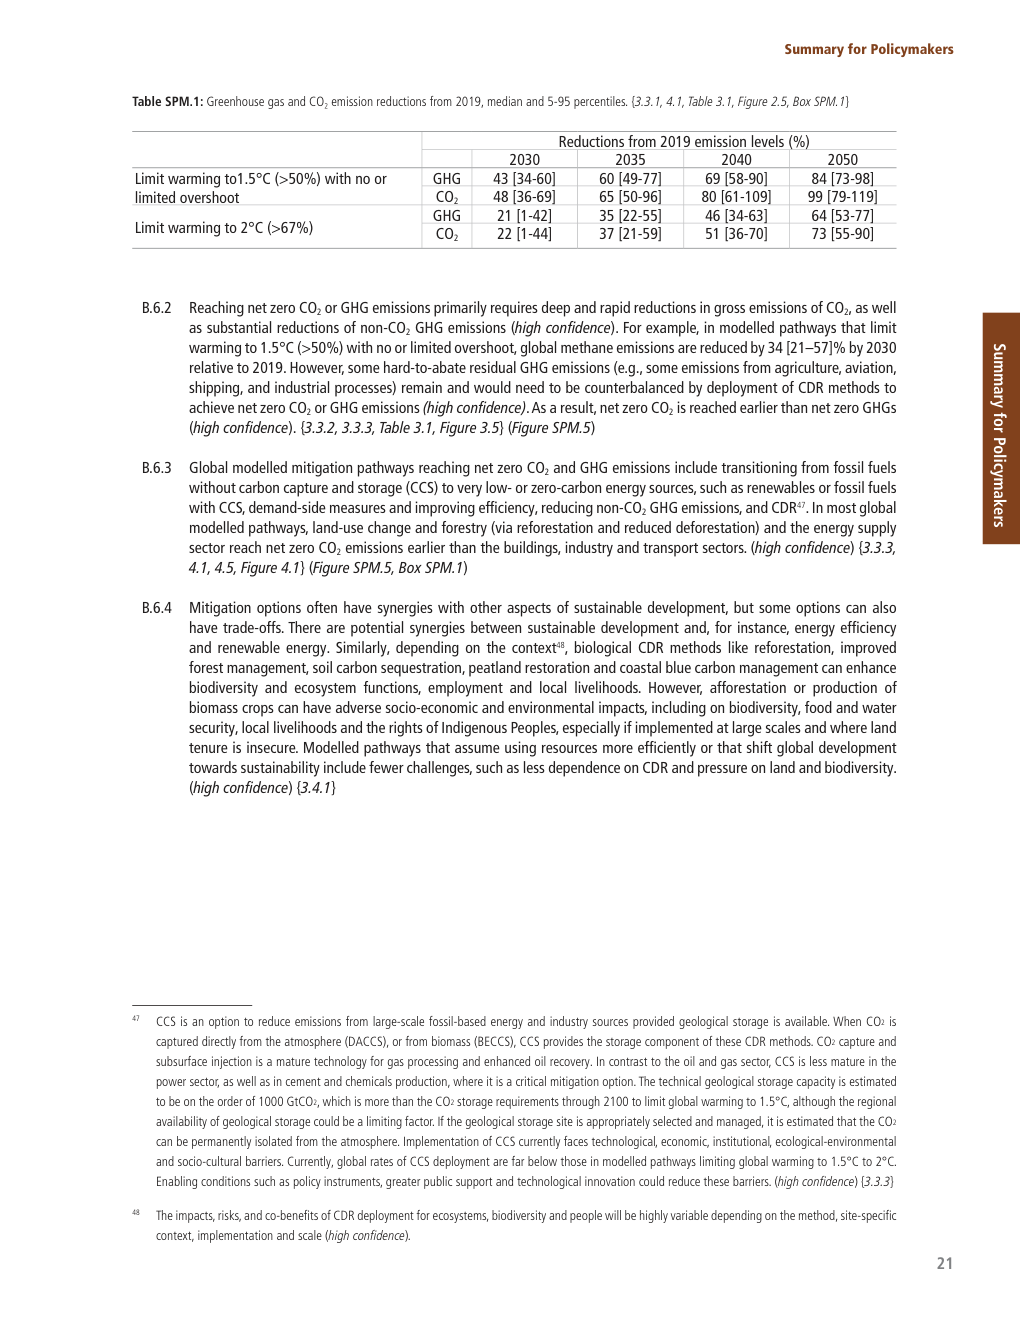 Summary for Policymakers
Table SPM.1: Greenhouse gas and CO₂ emission reductions from 2019, median and 5-95 percentiles. {3.3.1, 4.1, Table 3.1, Figure 2.5, Box SPM.1}
Reductions from 2019 emission levels (%)
2030 2035 2040 2050
Limit warming to1.5°C (>50%) with no or limited overshoot
GHG 43 [34-60] 60 [49-77] 69 [58-90] 84 [73-98]
CO₂ 48 [36-69] 65 [50-96] 80 [61-109] 99 [79-119]
Limit warming to 2°C (>67%)
GHG 21 [1-42] 35 [22-55] 46 [34-63] 64 [53-77]
CO₂ 22 [1-44] 37 [21-59] 51 [36-70] 73 [55-90]
B.6.2 Reaching net zero CO₂ or GHG emissions primarily requires deep and rapid reductions in gross emissions of CO₂, as well
as substantial reductions of non-CO₂ GHG emissions (high confidence). For example, in modelled pathways that limit
warming to 1.5°C (>50%) with no or limited overshoot, global methane emissions are reduced by 34 [21–57]% by 2030
relative to 2019. However, some hard-to-abate residual GHG emissions (e.g., some emissions from agriculture, aviation,
shipping, and industrial processes) remain and would need to be counterbalanced by deployment of CDR methods to
achieve net zero CO₂ or GHG emissions (high confidence). As a result, net zero CO₂ is reached earlier than net zero GHGs
(high confidence). {3.3.2, 3.3.3, Table 3.1, Figure 3.5} (Figure SPM.5)
B.6.3 Global modelled mitigation pathways reaching net zero CO₂ and GHG emissions include transitioning from fossil fuels
without carbon capture and storage (CCS) to very low- or zero-carbon energy sources, such as renewables or fossil fuels
with CCS, demand-side measures and improving efficiency, reducing non-CO₂ GHG emissions, and CDR⁴⁷. In most global
modelled pathways, land-use change and forestry (via reforestation and reduced deforestation) and the energy supply
sector reach net zero CO₂ emissions earlier than the buildings, industry and transport sectors. (high confidence) {3.3.3,
4.1, 4.5, Figure 4.1} (Figure SPM.5, Box SPM.1)
B.6.4 Mitigation options often have synergies with other aspects of sustainable development, but some options can also
have trade-offs. There are potential synergies between sustainable development and, for instance, energy efficiency
and renewable energy. Similarly, depending on the context⁴⁸, biological CDR methods like reforestation, improved
forest management, soil carbon sequestration, peatland restoration and coastal blue carbon management can enhance
biodiversity and ecosystem functions, employment and local livelihoods. However, afforestation or production of
biomass crops can have adverse socio-economic and environmental impacts, including on biodiversity, food and water
security, local livelihoods and the rights of Indigenous Peoples, especially if implemented at large scales and where land
tenure is insecure. Modelled pathways that assume using resources more efficiently or that shift global development
towards sustainability include fewer challenges, such as less dependence on CDR and pressure on land and biodiversity.
(high confidence) {3.4.1}
Summary for Policymakers
47 CCS is an option to reduce emissions from large-scale fossil-based energy and industry sources provided geological storage is available. When CO₂ is
captured directly from the atmosphere (DACCS), or from biomass (BECCS), CCS provides the storage component of these CDR methods. CO₂ capture and
subsurface injection is a mature technology for gas processing and enhanced oil recovery. In contrast to the oil and gas sector, CCS is less mature in the
power sector, as well as in cement and chemicals production, where it is a critical mitigation option. The technical geological storage capacity is estimated
to be on the order of 1000 GtCO₂, which is more than the CO₂ storage requirements through 2100 to limit global warming to 1.5°C, although the regional
availability of geological storage could be a limiting factor. If the geological storage site is appropriately selected and managed, it is estimated that the CO₂
can be permanently isolated from the atmosphere. Implementation of CCS currently faces technological, economic, institutional, ecological-environmental
and socio-cultural barriers. Currently, global rates of CCS deployment are far below those in modelled pathways limiting global warming to 1.5°C to 2°C.
Enabling conditions such as policy instruments, greater public support and technological innovation could reduce these barriers. (high confidence) {3.3.3}
48 The impacts, risks, and co-benefits of CDR deployment for ecosystems, biodiversity and people will be highly variable depending on the method, site-specific
context, implementation and scale (high confidence).
21